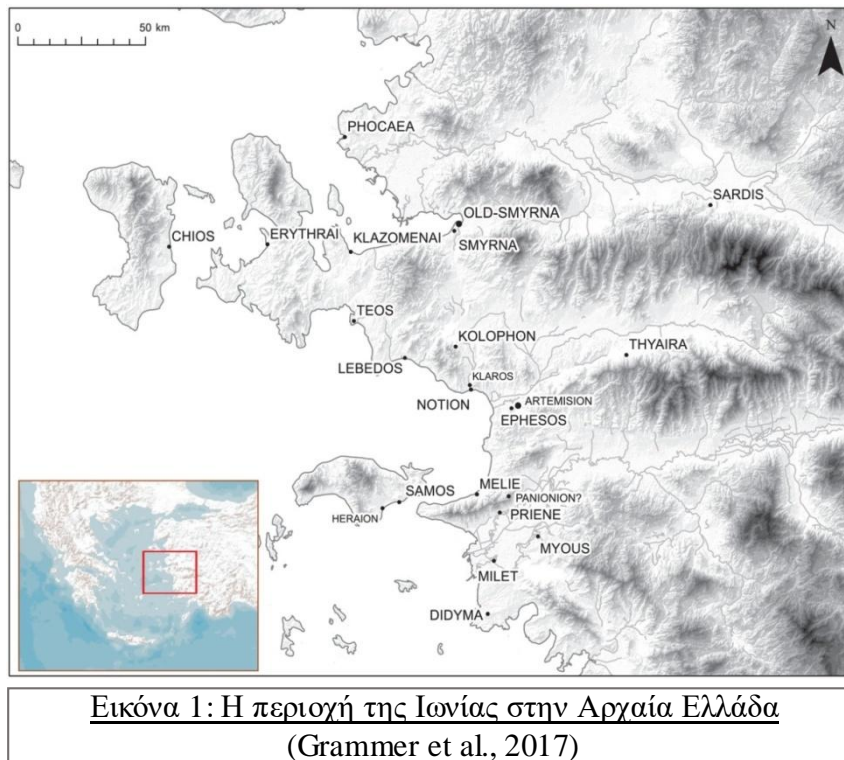 0 50 km
N
PHOCAEA
SARDIS
OLD-SMYRNA
CHIOS
ERYTHRAI
KLAZOMENAI
SMYRNA
TEOS
KOLOPHON
LEBEDOS
THYAIRA
KLAROS
NOTION
ARTEMISION
EPHESOS
SAMOS
MELIE
HERAION
PANIONION?
PRIENE
MYOUS
MILET
DIDYMA
Εικόνα 1: Η περιοχή της Ιωνίας στην Αρχαία Ελλάδα
(Grammer et al., 2017)